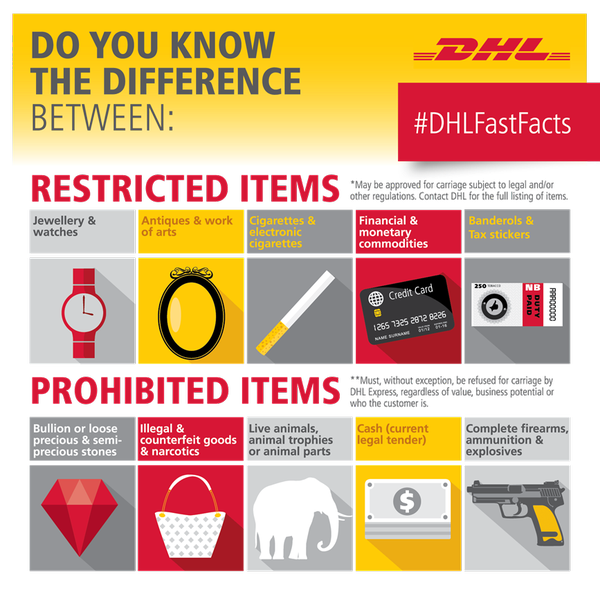 DO YOU KNOW
THE DIFFERENCE
BETWEEN:
DHL
#DHLFastFacts
RESTRICTED ITEMS
*May be approved for carriage subject to legal and/or
other regulations. Contact DHL for the full listing of items.
Jewellery &
watches
Antiques & work
of arts
Cigarettes &
electronic
cigarettes
Financial &
monetary
commodities
Banderols &
Tax stickers
Credit Card
1265 7325 2872 8226
01/12 01-16
NAME SURNAME
250 TOBACCO
NB
DUTY
PAID
PROHIBITED ITEMS
**Must, without exception, be refused for carriage by
DHL Express, regardless of value, business potential or
who the customer is.
Bullion or loose
precious & semi-
precious stones
Illegal &
counterfeit goods
& narcotics
Live animals,
animal trophies
or animal parts
Cash (current
legal tender)
Complete firearms,
ammunition &
explosives
$